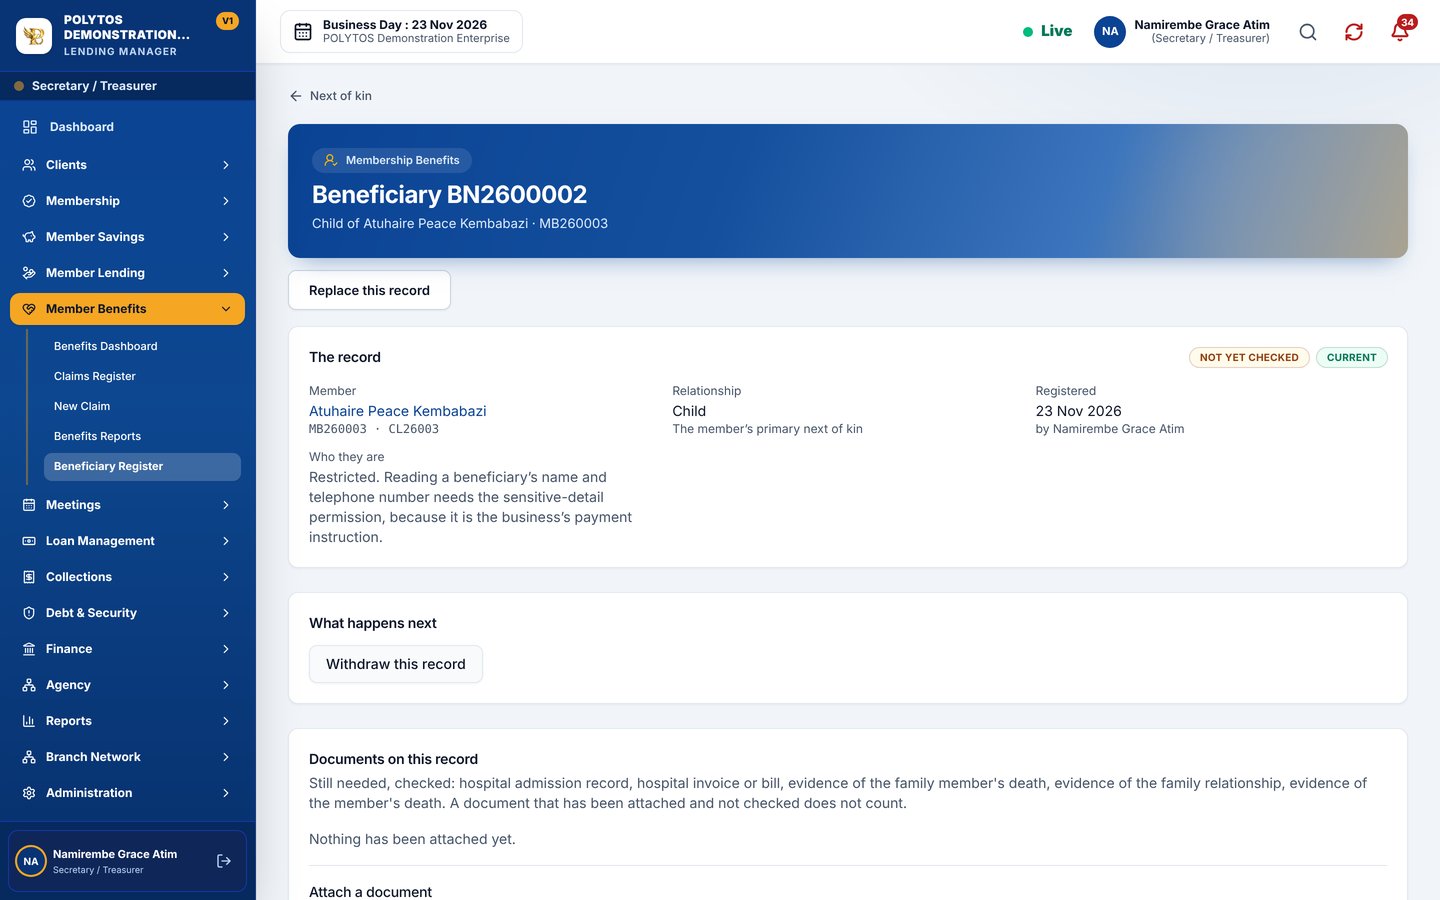 POLYTOS
DEMONSTRATION...
LENDING MANAGER
V1
Secretary / Treasurer
Dashboard
Clients
Membership
Member Savings
Member Lending
Member Benefits
Benefits Dashboard
Claims Register
New Claim
Benefits Reports
Beneficiary Register
Meetings
Loan Management
Collections
Debt & Security
Finance
Agency
Reports
Branch Network
Administration
NA
Namirembe Grace Atim
Secretary / Treasurer
Business Day : 23 Nov 2026
POLYTOS Demonstration Enterprise
Live
NA
Namirembe Grace Atim
(Secretary / Treasurer)
34
Next of kin
Membership Benefits
Beneficiary BN2600002
Child of Atuhaire Peace Kembabazi · MB260003
Replace this record
The record
NOT YET CHECKED
CURRENT
Member
Atuhaire Peace Kembabazi
MB260003 · CL26003
Relationship
Child
The member's primary next of kin
Registered
23 Nov 2026
by Namirembe Grace Atim
Who they are
Restricted. Reading a beneficiary's name and
telephone number needs the sensitive-detail
permission, because it is the business's payment
instruction.
What happens next
Withdraw this record
Documents on this record
Still needed, checked: hospital admission record, hospital invoice or bill, evidence of the family member's death, evidence of the family relationship, evidence of
the member's death. A document that has been attached and not checked does not count.
Nothing has been attached yet.
Attach a document